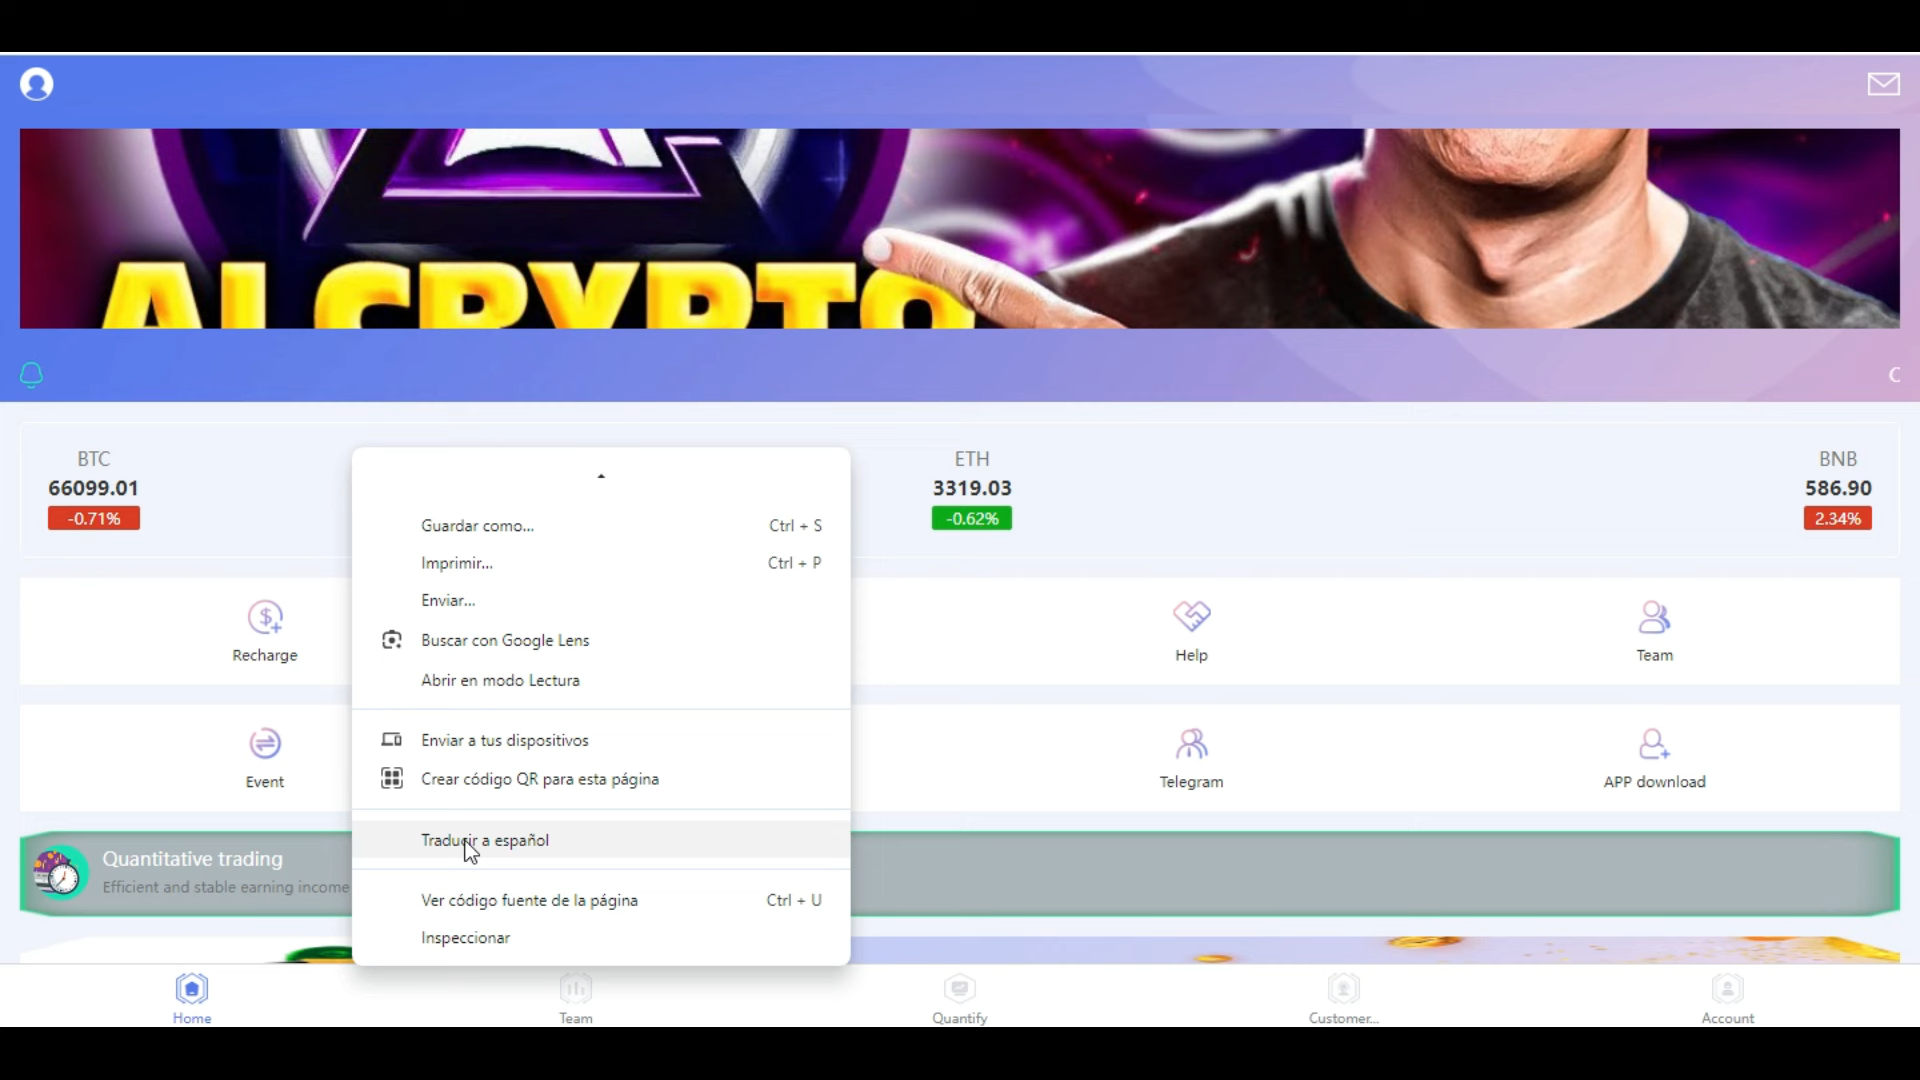 AI CRYPTO
C
BTC
66099.01
-0.71%
ETH
3319.03
-0.62%
BNB
586.90
2.34%
Guardar como... Ctrl + S
Imprimir... Ctrl + P
Enviar...
Buscar con Google Lens
Abrir en modo Lectura
Enviar a tus dispositivos
Crear código QR para esta página
Traducir a español
Ver código fuente de la página Ctrl + U
Inspeccionar
Recharge
Help
Team
Event
Telegram
APP download
Quantitative trading
Efficient and stable earning income
Home
Team
Quantify
Customer...
Account